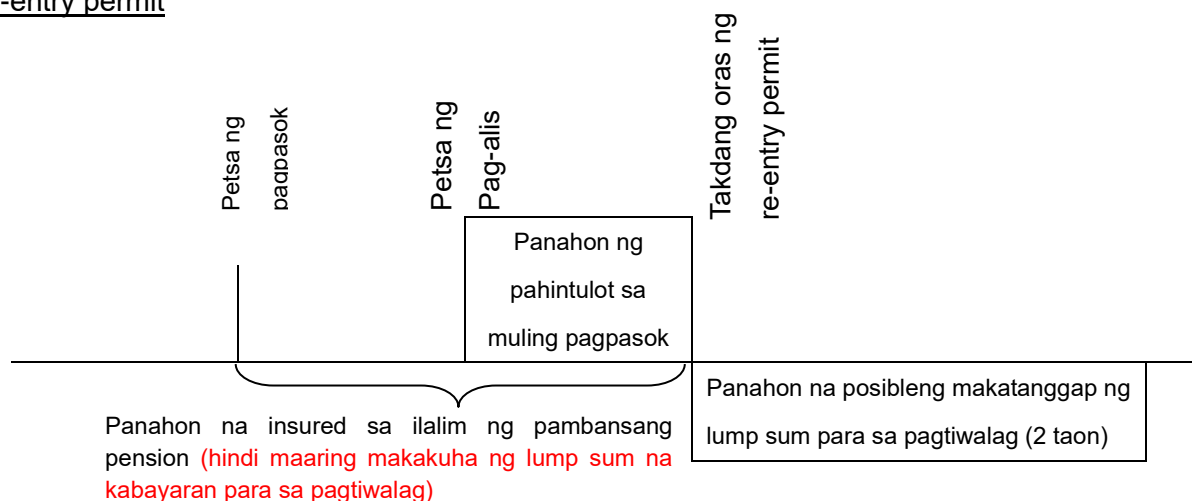 -entry permit
Petsa ng
pagpasok
Petsa ng
Pag-alis
Takdang oras ng
re-entry permit
Panahon ng
pahintulot sa
muling pagpasok
Panahon na insured sa ilalim ng pambansang
pension (hindi maaring makakuha ng lump sum na
kabayaran para sa pagtiwalag)
Panahon na posibleng makatanggap ng
lump sum para sa pagtiwalag (2 taon)